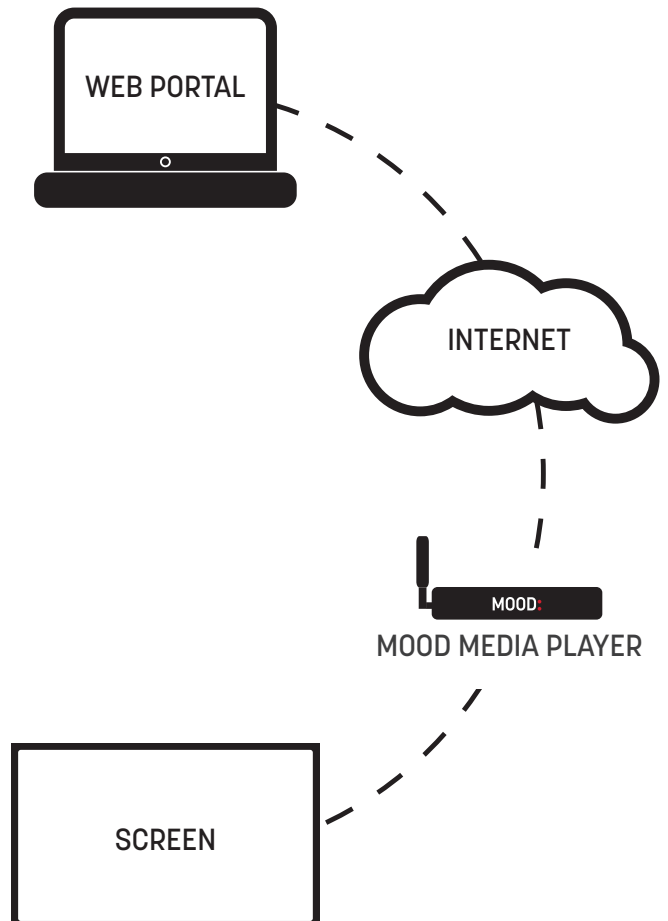 WEB PORTAL
INTERNET
MOOD:
MOOD MEDIA PLAYER
SCREEN